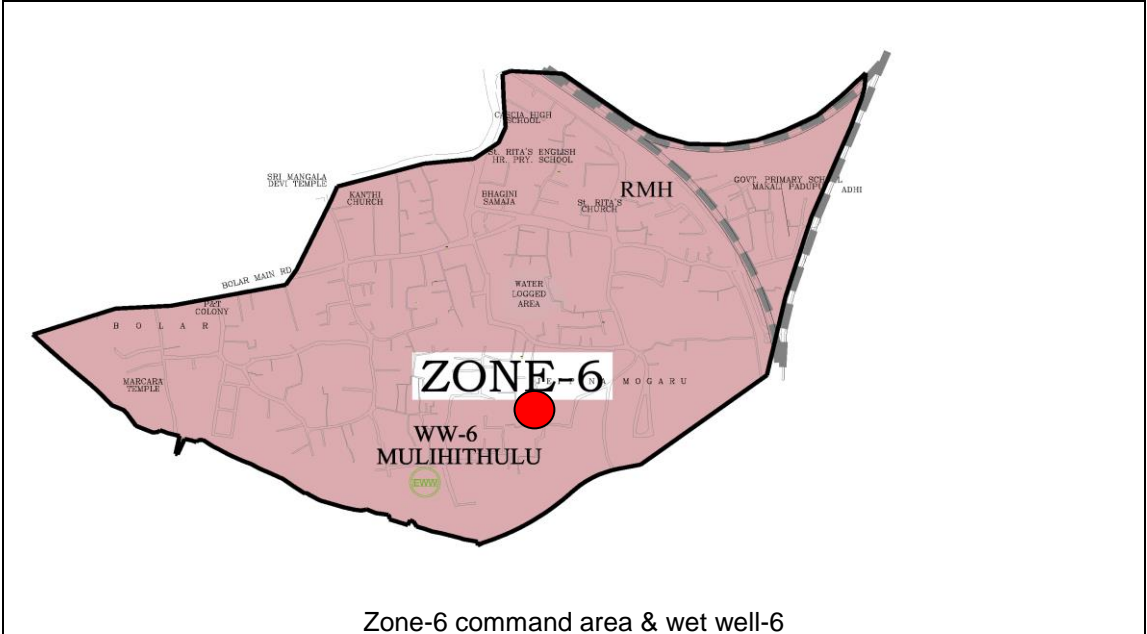 CASCIA HIGH
SCHOOL
St. RITA'S ENGLISH
HR. PRY. SCHOOL
SRI MANGALA
DEVI TEMPLE
KANTHI
CHURCH
BHAGINI
SAMAJA
St. RITA'S
CHURCH
RMH
GOVT. PRIMARY
MAKALI PADUPU
ADHI
BOLAR MAIN RD
WATER
LOGGED
AREA
P&T
COLONY
BOLAR
MARCARA
TEMPLE
ZONE-6
MOGARU
WW-6
MULIHITHULU
EWW
Zone-6 command area & wet well-6